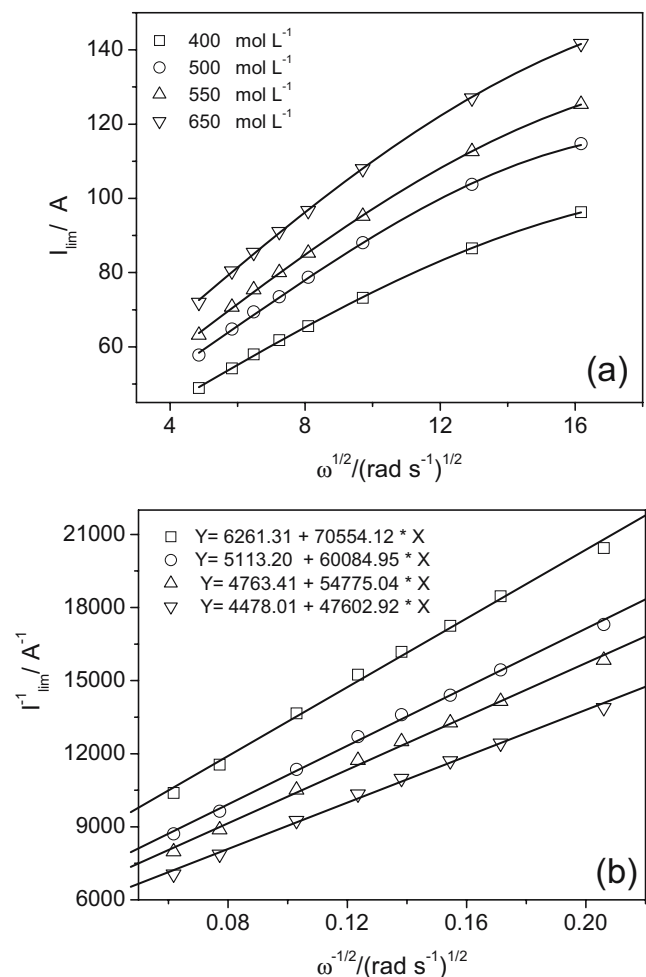 140
120
100
80
60
I_lim/ A
400 mol L⁻¹
500 mol L⁻¹
550 mol L⁻¹
650 mol L⁻¹
(a)
4 8 12 16
ω^1/2/(rad s⁻¹)^1/2
21000
18000
15000
12000
9000
6000
I⁻¹_lim/ A⁻¹
Y= 6261.31 + 70554.12 * X
Y= 5113.20 + 60084.95 * X
Y= 4763.41 + 54775.04 * X
Y= 4478.01 + 47602.92 * X
(b)
0.08 0.12 0.16 0.20
ω^-1/2/(rad s⁻¹)^1/2